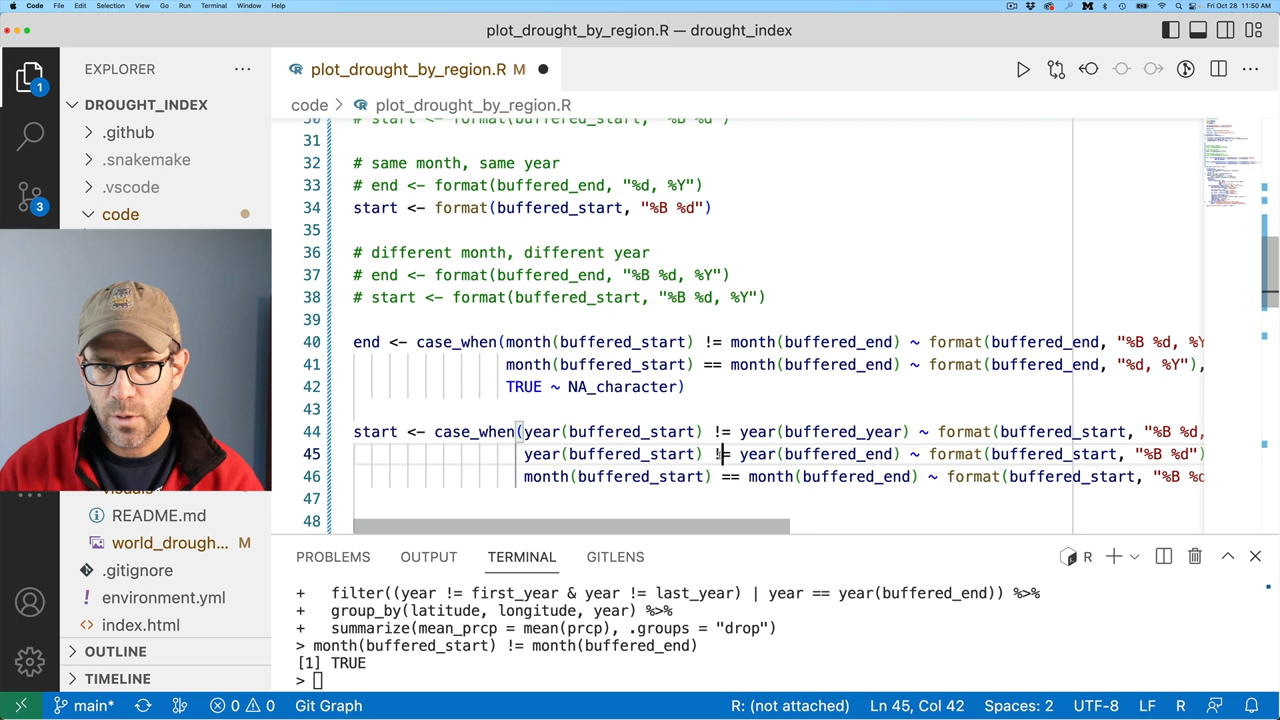 Code File Edit Selection View Go Run Terminal Window Help Fri Oct 28 11:50 AM
plot_drought_by_region.R — drought_index
EXPLORER
plot_drought_by_region.R M
DROUGHT_INDEX
code > plot_drought_by_region.R
.github
.snakemake
.vscode
code
1
3
30 # start <- format(buffered_start, "%B %d")
31
32 # same month, same year
33 # end <- format(buffered_end, "%d, %Y")
34 start <- format(buffered_start, "%B %d")
35
36 # different month, different year
37 # end <- format(buffered_end, "%B %d, %Y")
38 # start <- format(buffered_start, "%B %d, %Y")
39
40 end <- case_when(month(buffered_start) != month(buffered_end) ~ format(buffered_end, "%B %d, %Y
41 month(buffered_start) == month(buffered_end) ~ format(buffered_end, "%d, %Y"),
42 TRUE ~ NA_character)
43
44 start <- case_when(year(buffered_start) != year(buffered_year) ~ format(buffered_start, "%B %d,
45 year(buffered_start) != year(buffered_end) ~ format(buffered_start, "%B %d")
46 month(buffered_start) == month(buffered_end) ~ format(buffered_start, "%B %d
47
48
README.md
world_drough... M
.gitignore
environment.yml
index.html
OUTLINE
TIMELINE
PROBLEMS OUTPUT TERMINAL GITLENS
R
+ filter((year != first_year & year != last_year) | year == year(buffered_end)) %>%
+ group_by(latitude, longitude, year) %>%
+ summarize(mean_prcp = mean(prcp), .groups = "drop")
> month(buffered_start) != month(buffered_end)
[1] TRUE
>
main* 0 0 Git Graph R: (not attached) Ln 45, Col 42 Spaces: 2 UTF-8 LF R